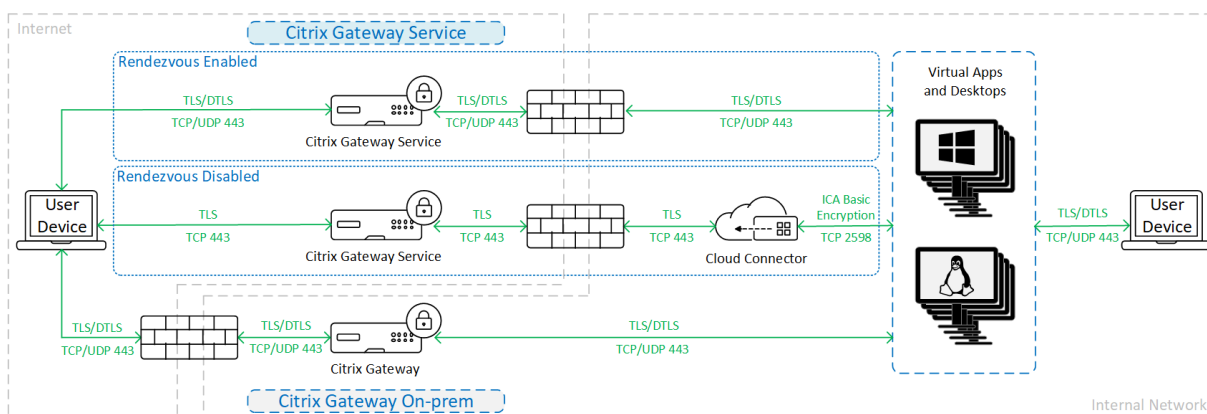 Internet
Citrix Gateway Service
Rendezvous Enabled
TLS/DTLS
TCP/UDP 443
Citrix Gateway Service
TLS/DTLS
TCP/UDP 443
TLS/DTLS
TCP/UDP 443
Virtual Apps
and Desktops
Rendezvous Disabled
User
Device
TLS
TCP 443
Citrix Gateway Service
TLS
TCP 443
TLS
TCP 443
Cloud Connector
ICA Basic
Encryption
TCP 2598
TLS/DTLS
TCP/UDP 443
User
Device
TLS/DTLS
TCP/UDP 443
TLS/DTLS
TCP/UDP 443
Citrix Gateway
TLS/DTLS
TCP/UDP 443
Citrix Gateway On-prem
Internal Network